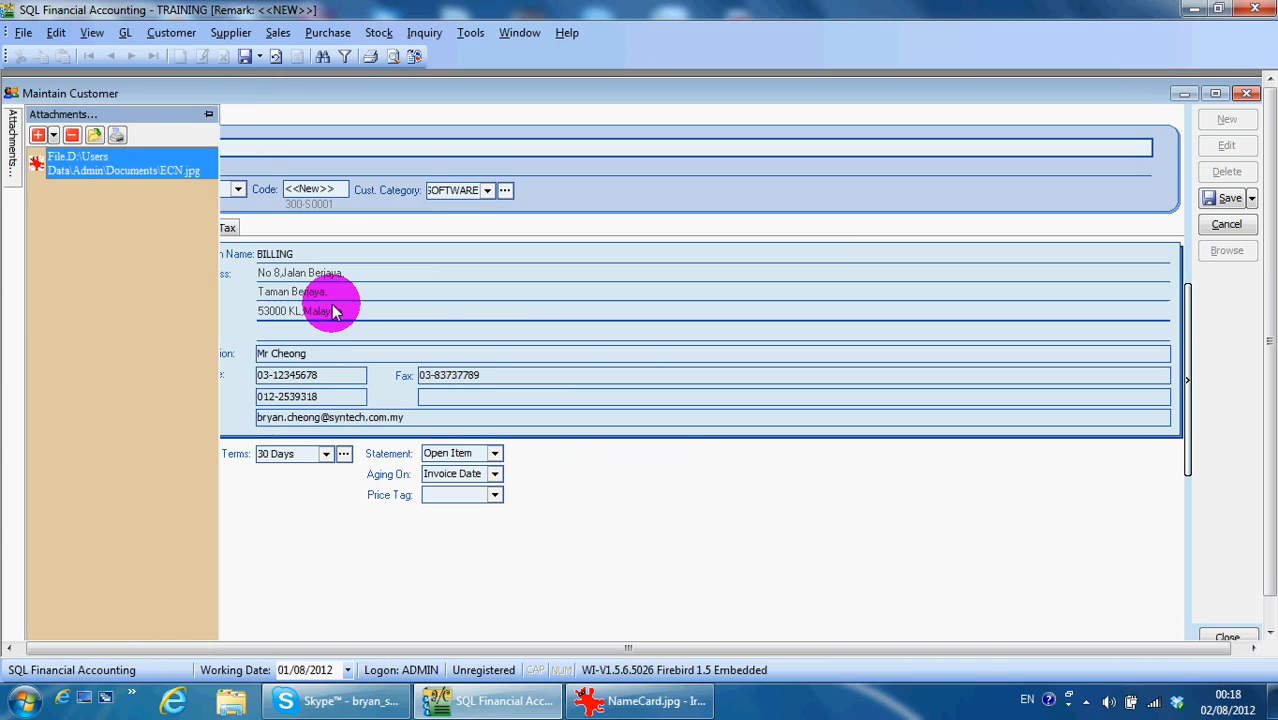 SQL Financial Accounting - TRAINING [Remark: <<NEW>>]
File Edit View GL Customer Supplier Sales Purchase Stock Inquiry Tools Window Help
Maintain Customer
Attachments...
Attachments...
New
File.D:\Users
Data\Admin\Documents\ECN.jpg
Edit
Delete
Code: <<New>> Cust. Category: SOFTWARE
300-S0001
Save
Cancel
Tax
Browse
Name: BILLING
ss: No 8,Jalan Berjaya,
Taman Berjaya,
53000 KL,
ion: Mr Cheong
03-12345678 Fax: 03-83737789
012-2539318
bryan.cheong@syntech.com.my
Terms: 30 Days Statement: Open Item
Aging On: Invoice Date
Price Tag:
Close
SQL Financial Accounting Working Date: 01/08/2012 Logon: ADMIN Unregistered CAP NUM WI-V1.5.6.5026 Firebird 1.5 Embedded
Skype™ - bryan_s... SQL Financial Acc... NameCard.jpg - Ir... EN 00:18
02/08/2012